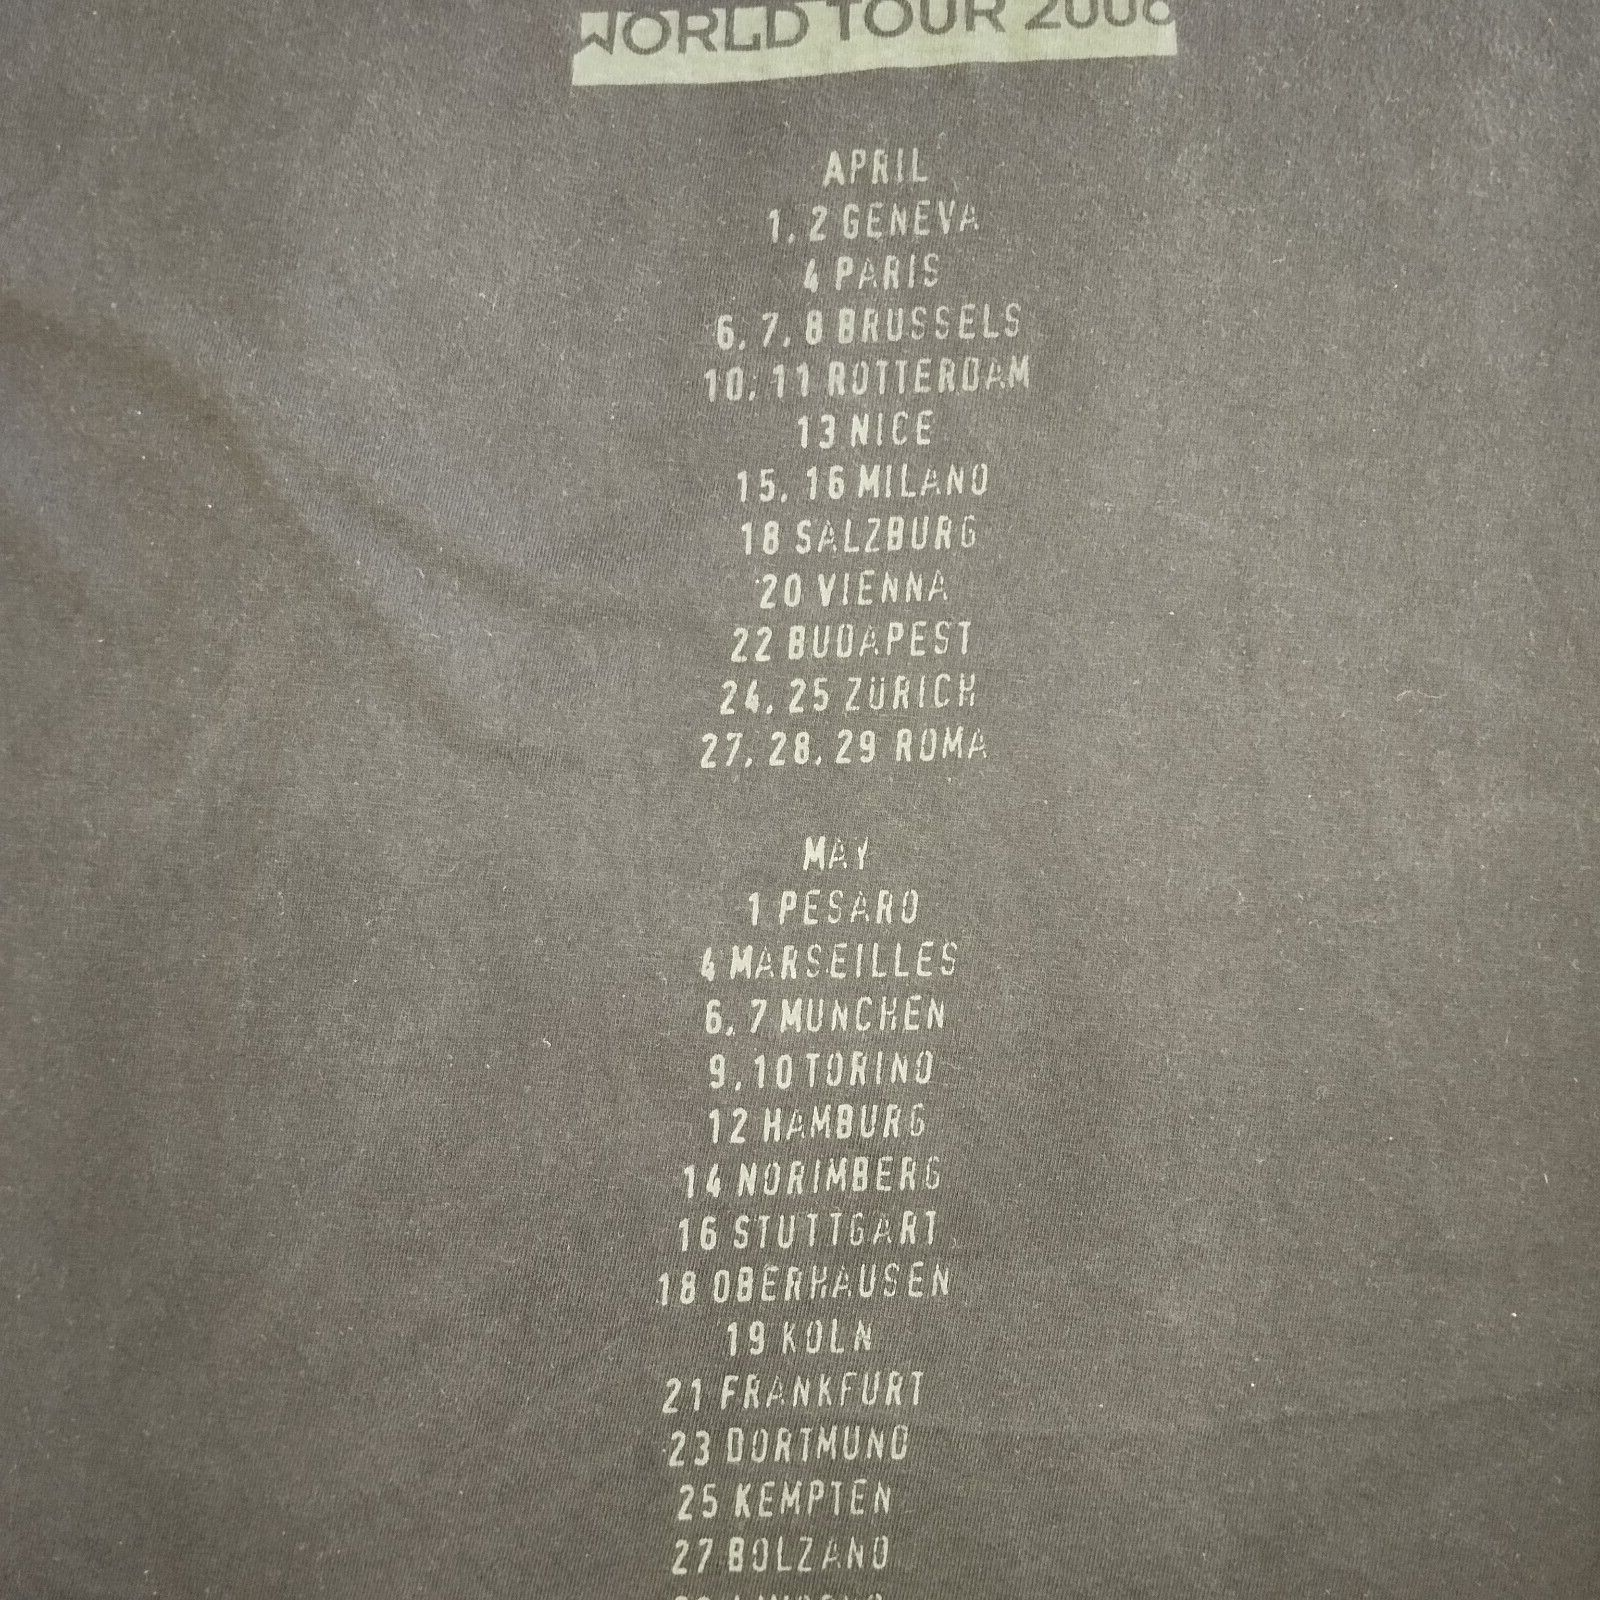 WORLD TOUR 2006
APRIL
1, 2 GENEVA
4 PARIS
6, 7, 8 BRUSSELS
10, 11 ROTTERDAM
13 NICE
15, 16 MILANO
18 SALZBURG
20 VIENNA
22 BUDAPEST
24, 25 ZÜRICH
27, 28, 29 ROMA
MAY
1 PESARO
4 MARSEILLES
6, 7 MUNCHEN
9, 10 TORINO
12 HAMBURG
14 NORIMBERG
16 STUTTGART
18 OBERHAUSEN
19 KOLN
21 FRANKFURT
23 DORTMUND
25 KEMPTEN
27 BOLZANO